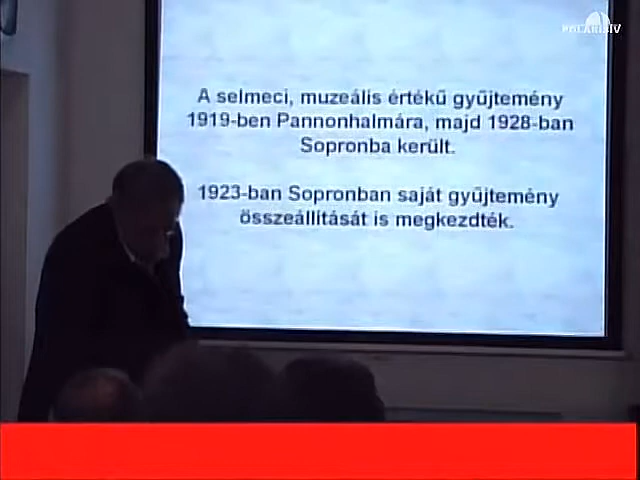 POLARISTV
A selmeci, muzeális értékű gyűjtemény
1919-ben Pannonhalmára, majd 1928-ban
Sopronba került.
1923-ban Sopronban saját gyűjtemény
összeállítását is megkezdték.